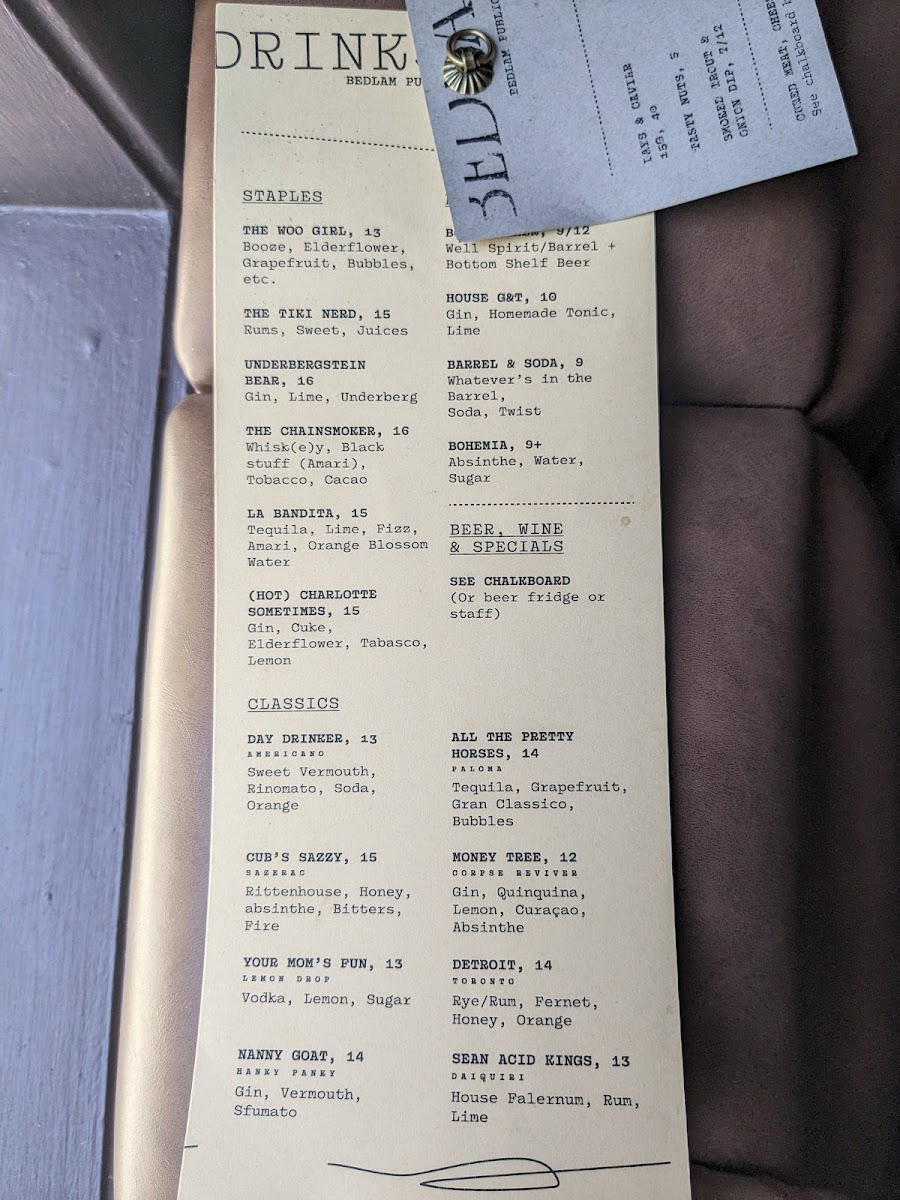 DRINK
BEDLAM PU
STAPLES
THE WOO GIRL, 13
Booze, Elderflower,
Grapefruit, Bubbles,
etc.
THE TIKI NERD, 15
Rums, Sweet, Juices
UNDERBERGSTEIN
BEAR, 16
Gin, Lime, Underberg
THE CHAINSMOKER, 16
Whisk(e)y, Black
stuff (Amari),
Tobacco, Cacao
LA BANDITA, 15
Tequila, Lime, Fizz,
Amari, Orange Blossom
Water
(HOT) CHARLOTTE
SOMETIMES, 15
Gin, Cuke,
Elderflower, Tabasco,
Lemon
9/12
Well Spirit/Barrel +
Bottom Shelf Beer
HOUSE G&T, 10
Gin, Homemade Tonic,
Lime
BARREL & SODA, 9
Whatever's in the
Barrel,
Soda, Twist
BOHEMIA, 9+
Absinthe, Water,
Sugar
BEER, WINE
& SPECIALS
SEE CHALKBOARD
(Or beer fridge or
staff)
CLASSICS
DAY DRINKER, 13
AMERICANO
Sweet Vermouth,
Rinomato, Soda,
Orange
CUB'S SAZZY, 15
SAZERAC
Rittenhouse, Honey,
absinthe, Bitters,
Fire
YOUR MOM'S FUN, 13
LEMON DROP
Vodka, Lemon, Sugar
NANNY GOAT, 14
HANKY PANKY
Gin, Vermouth,
Sfumato
ALL THE PRETTY
HORSES, 14
PALOMA
Tequila, Grapefruit,
Gran Classico,
Bubbles
MONEY TREE, 12
CORPSE REVIVER
Gin, Quinquina,
Lemon, Curaçao,
Absinthe
DETROIT, 14
TORONTO
Rye/Rum, Fernet,
Honey, Orange
SEAN ACID KINGS, 13
DAIQUIRI
House Falernum, Rum,
Lime
BEDLA
BEDLAM PUBLIC
LAYS & CAVIAR
159, 40
TASTY NUTS, 5
SMOKED TROUT &
ONION DIP, 7/12
CURED MEAT, CHEE
See chalkboard